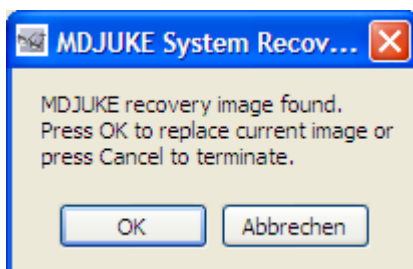 MDJUKE System Recov...
MDJUKE recovery image found.
Press OK to replace current image or
press Cancel to terminate.
OK Abbrechen